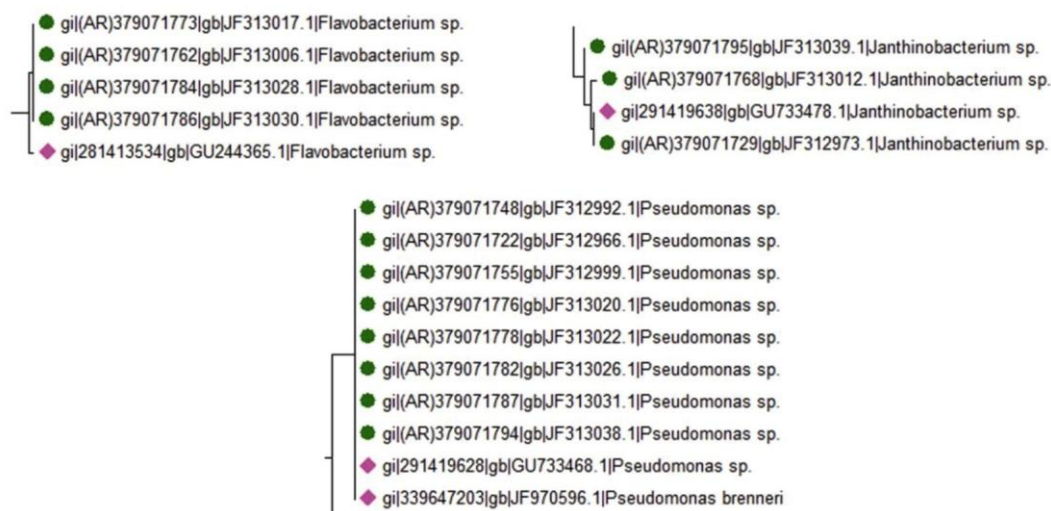 gi|(AR)379071773|gb|JF313017.1|Flavobacterium sp.
gi|(AR)379071762|gb|JF313006.1|Flavobacterium sp.
gi|(AR)379071784|gb|JF313028.1|Flavobacterium sp.
gi|(AR)379071786|gb|JF313030.1|Flavobacterium sp.
gi|281413534|gb|GU244365.1|Flavobacterium sp.
gi|(AR)379071795|gb|JF313039.1|Janthinobacterium sp.
gi|(AR)379071768|gb|JF313012.1|Janthinobacterium sp.
gi|291419638|gb|GU733478.1|Janthinobacterium sp.
gi|(AR)379071729|gb|JF312973.1|Janthinobacterium sp.
gi|(AR)379071748|gb|JF312992.1|Pseudomonas sp.
gi|(AR)379071722|gb|JF312966.1|Pseudomonas sp.
gi|(AR)379071755|gb|JF312999.1|Pseudomonas sp.
gi|(AR)379071776|gb|JF313020.1|Pseudomonas sp.
gi|(AR)379071778|gb|JF313022.1|Pseudomonas sp.
gi|(AR)379071782|gb|JF313026.1|Pseudomonas sp.
gi|(AR)379071787|gb|JF313031.1|Pseudomonas sp.
gi|(AR)379071794|gb|JF313038.1|Pseudomonas sp.
gi|291419628|gb|GU733468.1|Pseudomonas sp.
gi|339647203|gb|JF970596.1|Pseudomonas brenneri